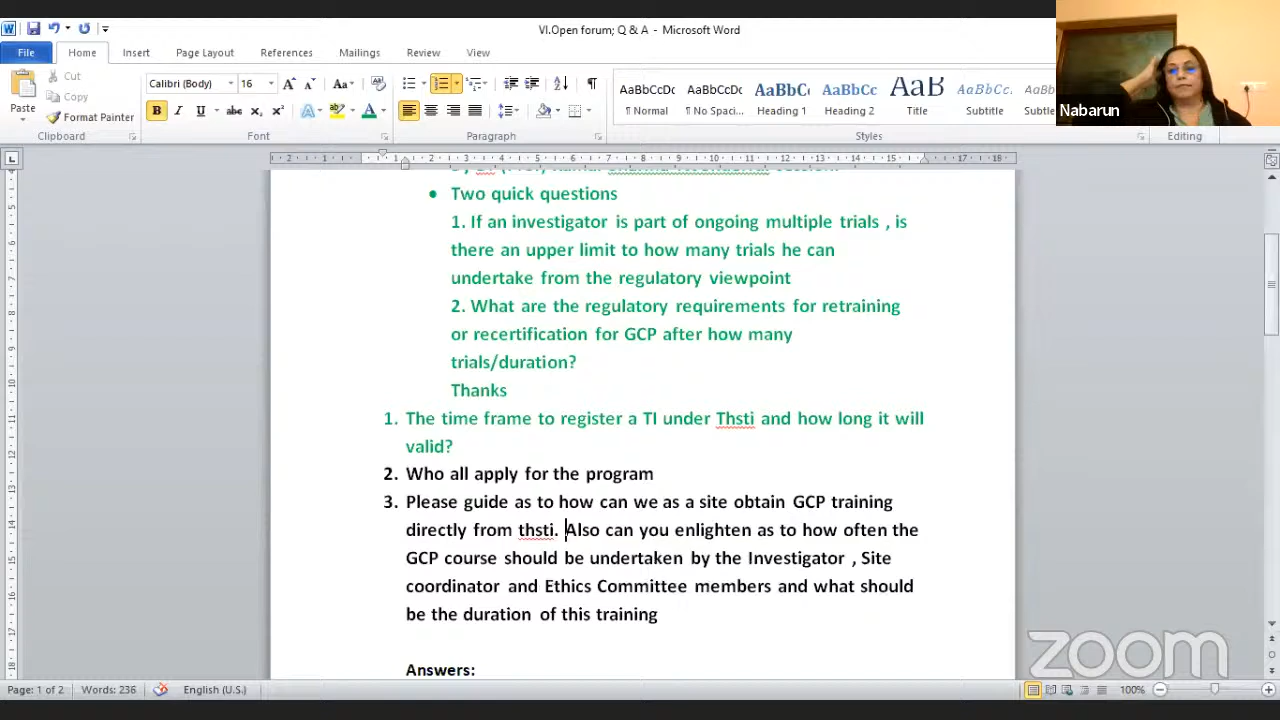 VI.Open forum; Q & A - Microsoft Word
File Home Insert Page Layout References Mailings Review View
Paste
Cut
Copy
Format Painter
Clipboard
Calibri (Body) 16
Font
Paragraph
AaBbCcDc AaBbCcDc AaBbC AaBbCc AaB AaBbCc. AaBbCcD
¶ Normal ¶ No Spaci... Heading 1 Heading 2 Title Subtitle Subtle
Styles
Editing
Nabarun
• Two quick questions
1. If an investigator is part of ongoing multiple trials , is
there an upper limit to how many trials he can
undertake from the regulatory viewpoint
2. What are the regulatory requirements for retraining
or recertification for GCP after how many
trials/duration?
Thanks
1. The time frame to register a TI under Thsti and how long it will
valid?
2. Who all apply for the program
3. Please guide as to how can we as a site obtain GCP training
directly from thsti. Also can you enlighten as to how often the
GCP course should be undertaken by the Investigator , Site
coordinator and Ethics Committee members and what should
be the duration of this training
Answers:
zoom
Page: 1 of 2 Words: 236 English (U.S.) 100%